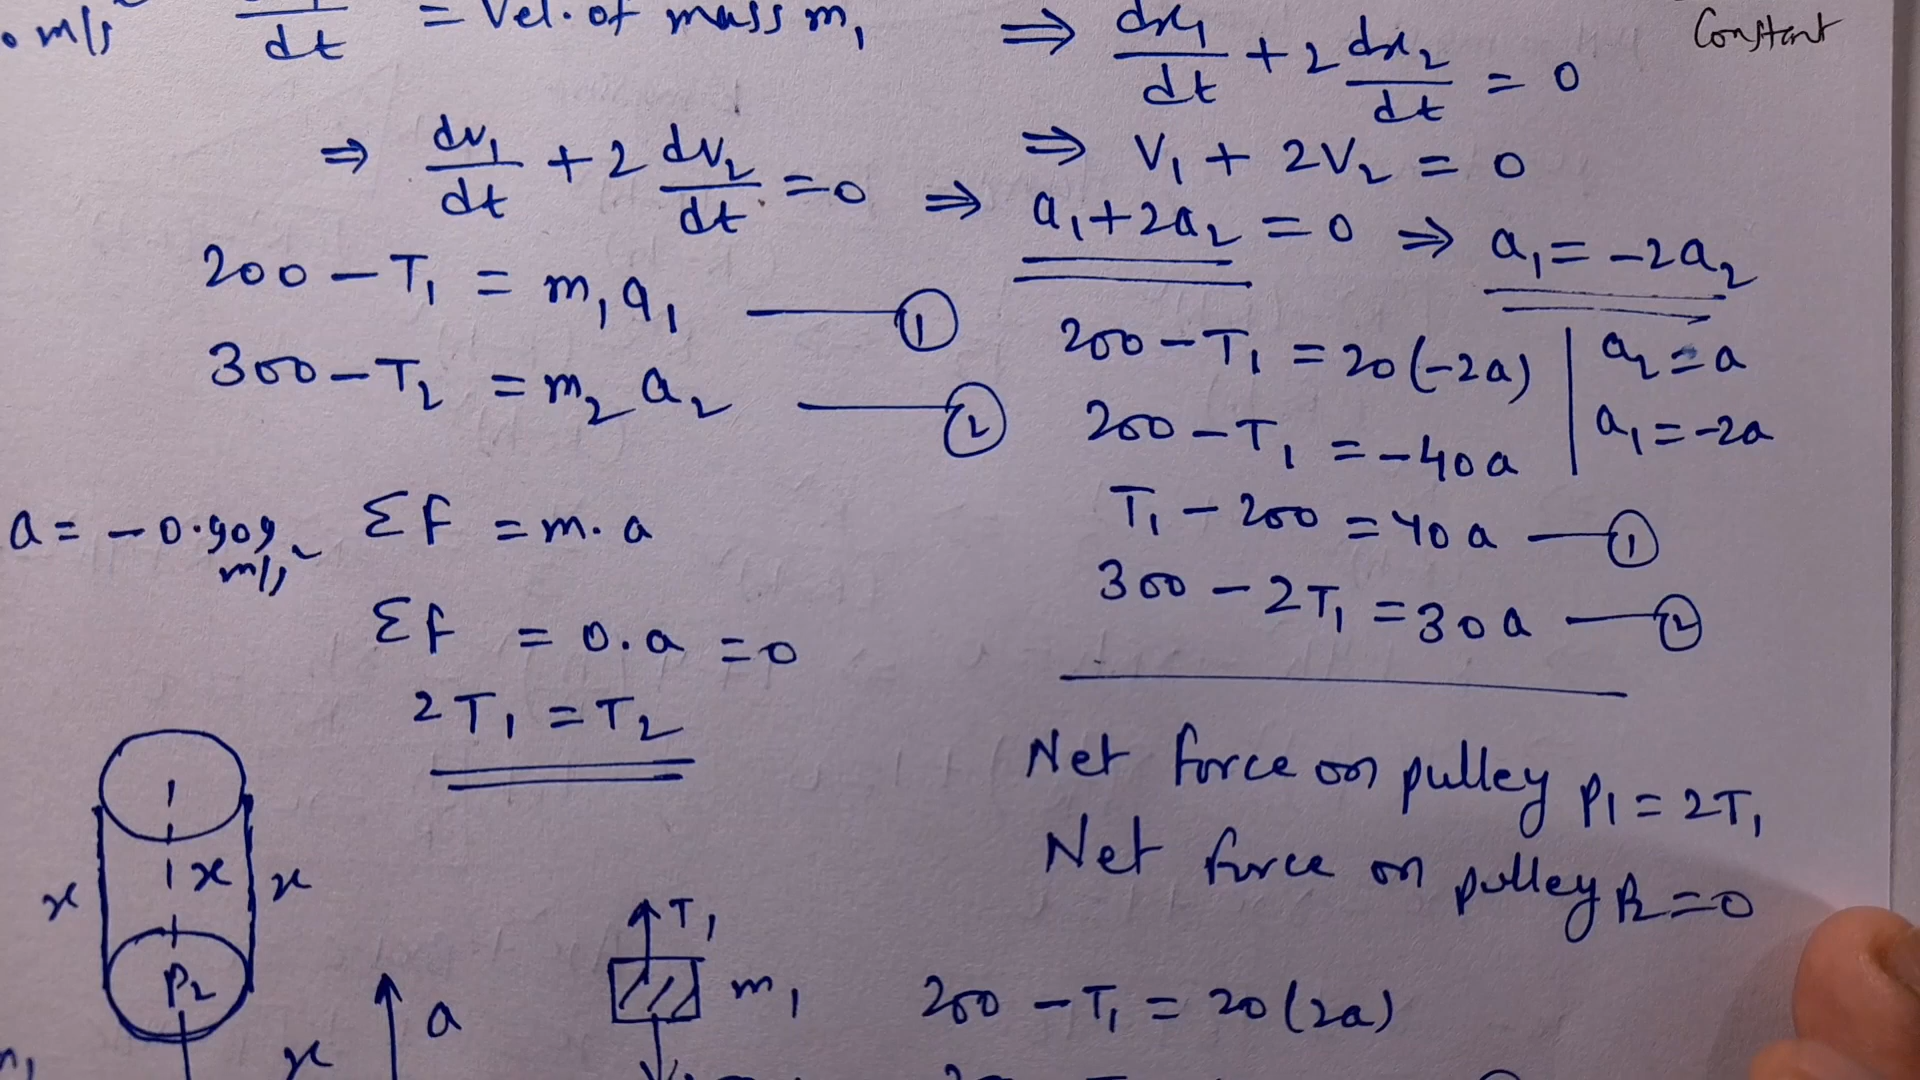 m/s dt = Vel. of mass m₁
⇒ dx₁/dt + 2 dx₂/dt = 0
Constant
⇒ dv₁/dt + 2 dv₂/dt = 0
⇒ V₁ + 2V₂ = 0
⇒ a₁ + 2a₂ = 0 ⇒ a₁ = -2a₂
200 - T₁ = m₁a₁ — ①
300 - T₂ = m₂a₂ — ②
200 - T₁ = 20(-2a) | a₂ = a
200 - T₁ = -40a | a₁ = -2a
T₁ - 200 = 40a — ①
300 - 2T₁ = 30a — ②
a = -0.909 m/s²
Σf = m. a
Σf = 0. a = 0
2T₁ = T₂
Net force on pulley P1 = 2T₁
Net force on pulley P₂ = 0
x x x
P₂
a
x
T₁
m₁
200 - T₁ = 20(2a)